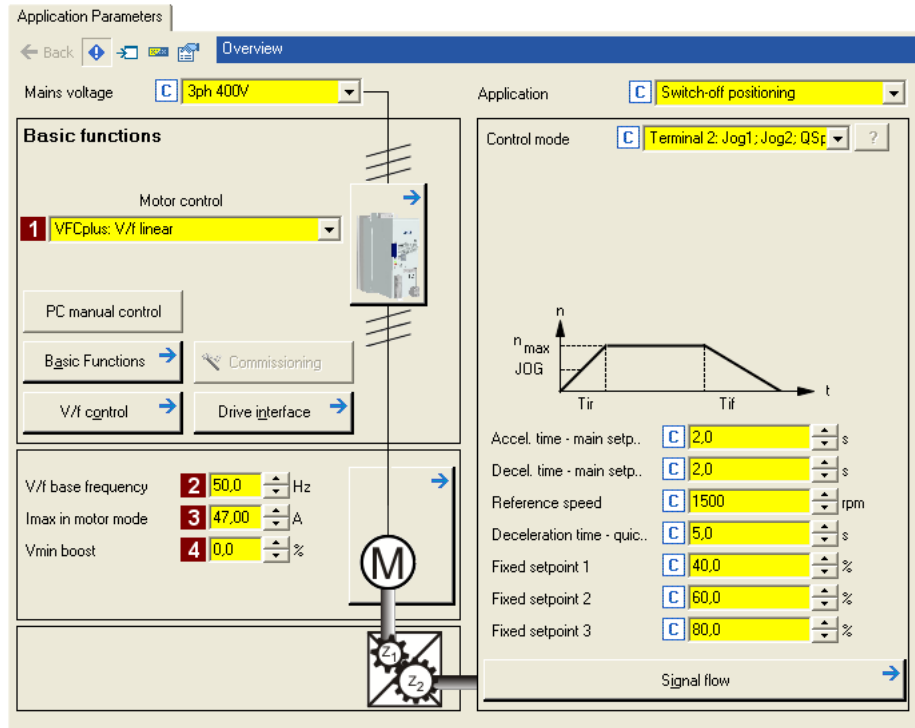 Application Parameters
Back
Overview
Mains voltage C 3ph 400V
Application C Switch-off positioning
Basic functions
Motor control
1 VFCplus: V/f linear
PC manual control
Basic Functions
Commissioning
V/f control
Drive interface
V/f base frequency 2 50,0 Hz
Imax in motor mode 3 47,00 A
Vmin boost 4 0,0 %
M
Z1
Z2
Control mode C Terminal 2: Jog1; Jog2; QSp ?
n
n max
JOG
t
Tir
Tif
Accel. time - main setp.. C 2,0 s
Decel. time - main setp.. C 2,0 s
Reference speed C 1500 rpm
Deceleration time - quic.. C 5,0 s
Fixed setpoint 1 C 40,0 %
Fixed setpoint 2 C 60,0 %
Fixed setpoint 3 C 80,0 %
Signal flow